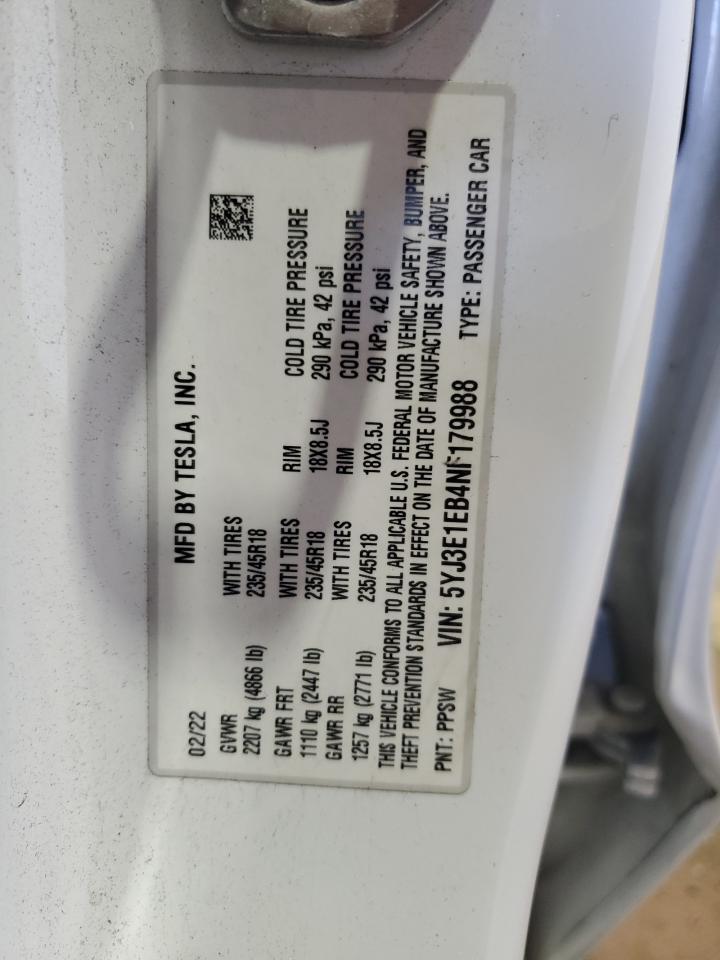 MFD BY TESLA, INC.
02/22
GVWR WITH TIRES
2207 kg (4866 lb) 235/45R18
GAWR FRT WITH TIRES RIM COLD TIRE PRESSURE
1110 kg (2447 lb) 235/45R18 18X8.5J 290 kPa, 42 psi
GAWR RR WITH TIRES RIM COLD TIRE PRESSURE
1257 kg (2771 lb) 235/45R18 18X8.5J 290 kPa, 42 psi
THIS VEHICLE CONFORMS TO ALL APPLICABLE U.S. FEDERAL MOTOR VEHICLE SAFETY, BUMPER, AND
THEFT PREVENTION STANDARDS IN EFFECT ON THE DATE OF MANUFACTURE SHOWN ABOVE.
PNT: PPSW VIN: 5YJ3E1EB4NF179988 TYPE: PASSENGER CAR